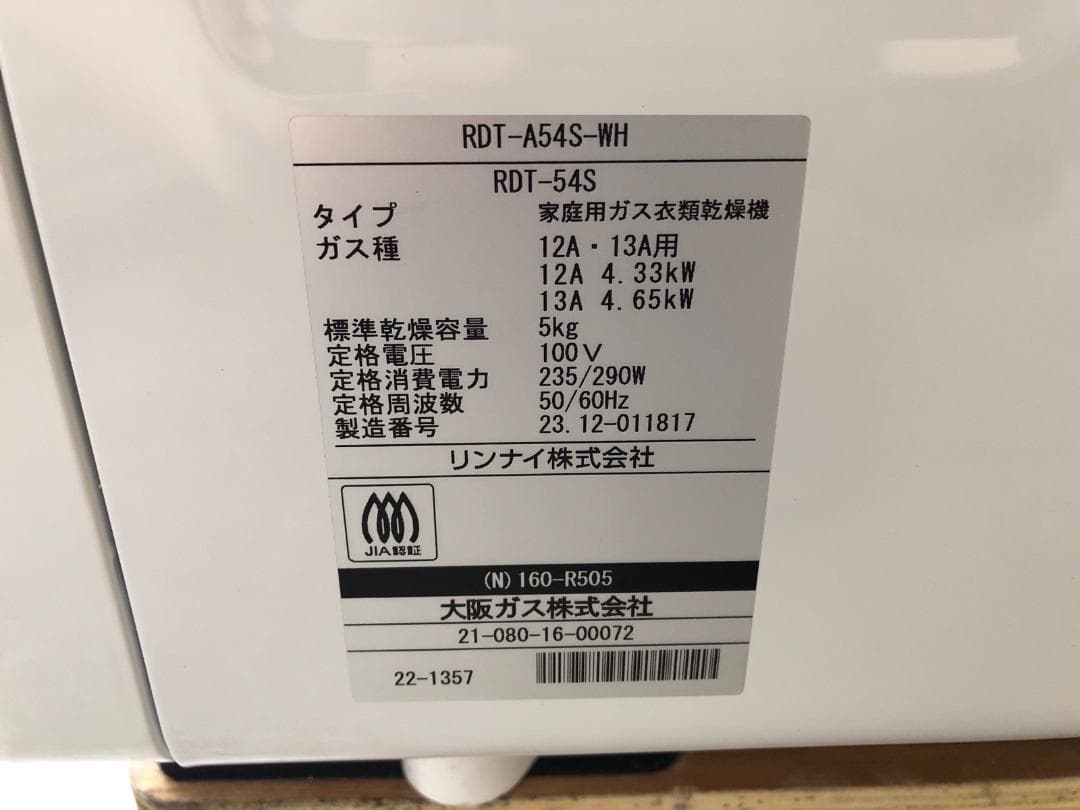 RDT-A54S-WH
RDT-54S
タイプ 家庭用ガス衣類乾燥機
ガス種 12A・13A用
12A 4.33kW
13A 4.65kW
標準乾燥容量 5kg
定格電圧 100V
定格消費電力 235/290W
定格周波数 50/60Hz
製造番号 23.12-011817
リンナイ株式会社
JIA認証
(N)160-R505
大阪ガス株式会社
21-080-16-00072
22-1357